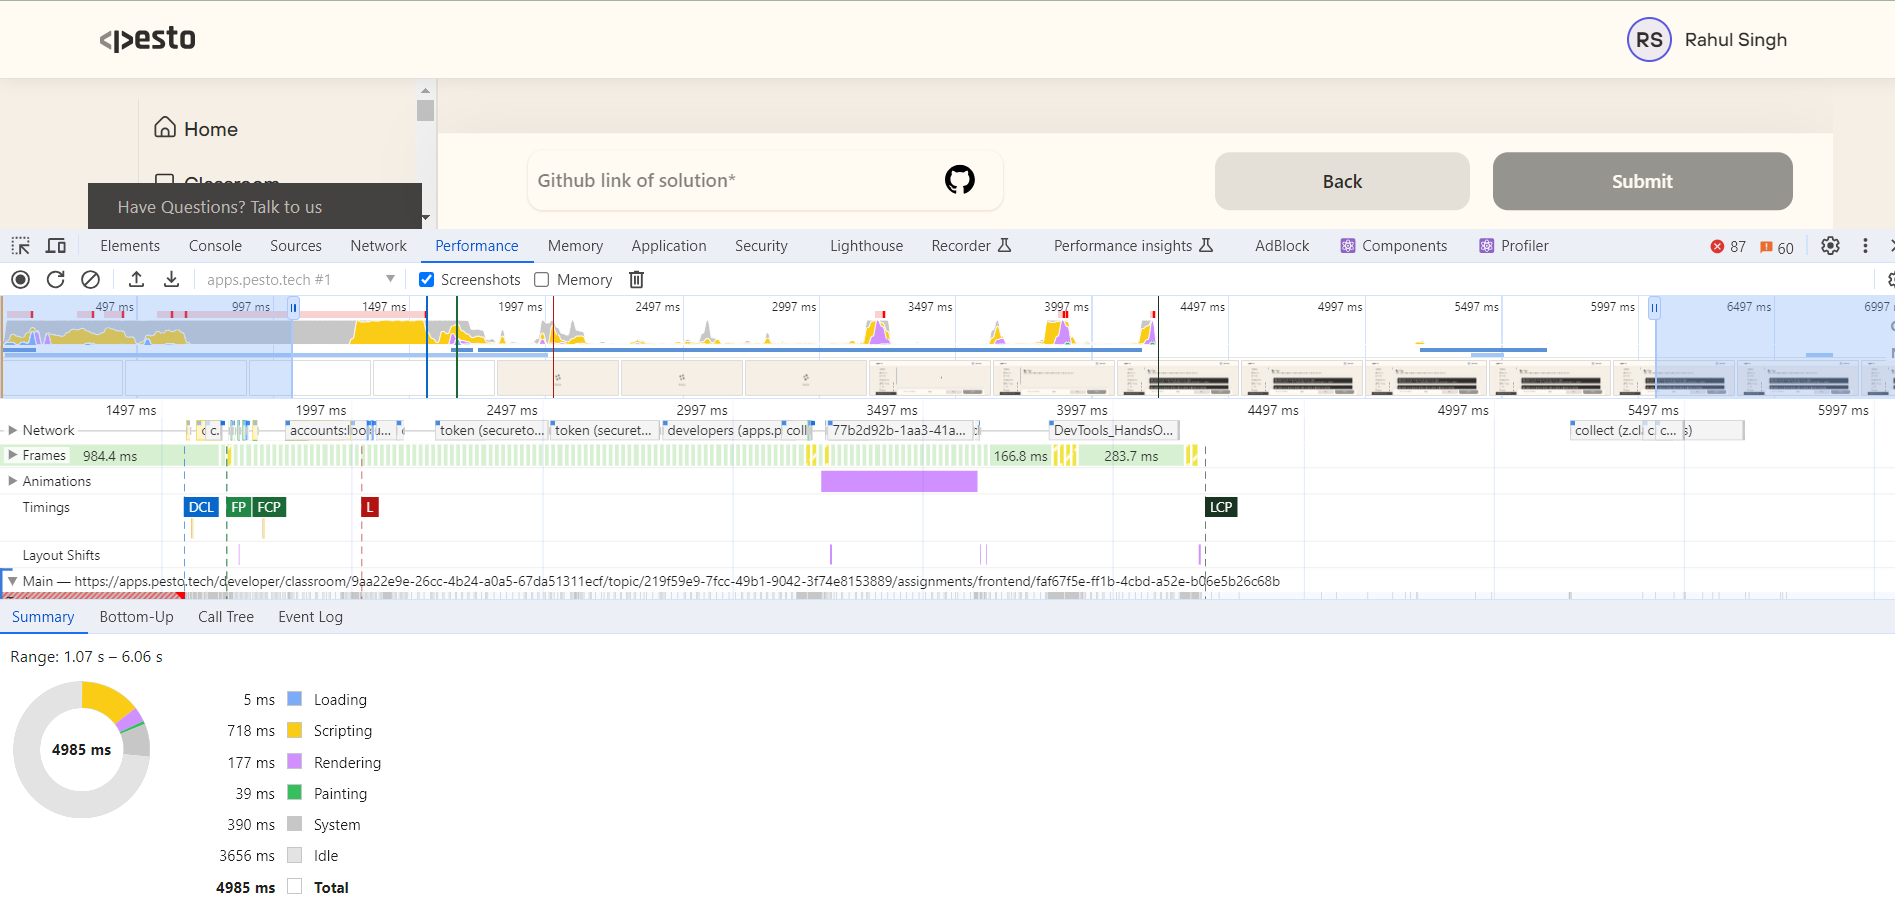 <pesto
RS Rahul Singh
Home
Classroom
Have Questions? Talk to us
Github link of solution*
Back
Submit
Elements Console Sources Network Performance Memory Application Security Lighthouse Recorder Performance insights AdBlock Components Profiler 87 60
apps.pesto.tech #1 Screenshots Memory
497 ms 997 ms 1497 ms 1997 ms 2497 ms 2997 ms 3497 ms 3997 ms 4497 ms 4997 ms 5497 ms 5997 ms 6497 ms 6997
1497 ms 1997 ms 2497 ms 2997 ms 3497 ms 3997 ms 4497 ms 4997 ms 5497 ms 5997 ms
Network c c... accounts:loo u... token (secureto... token (securet... developers (apps.p coll 77b2d92b-1aa3-41a... DevTools_HandsO... collect (z.cl c c... s)
Frames 984.4 ms 166.8 ms 283.7 ms
Animations
Timings DCL FP FCP L LCP
Layout Shifts
Main — https://apps.pesto.tech/developer/classroom/9aa22e9e-26cc-4b24-a0a5-67da51311ecf/topic/219f59e9-7fcc-49b1-9042-3f74e8153889/assignments/frontend/faf67f5e-ff1b-4cbd-a52e-b06e5b26c68b
Summary Bottom-Up Call Tree Event Log
Range: 1.07 s – 6.06 s
4985 ms
5 ms Loading
718 ms Scripting
177 ms Rendering
39 ms Painting
390 ms System
3656 ms Idle
4985 ms Total